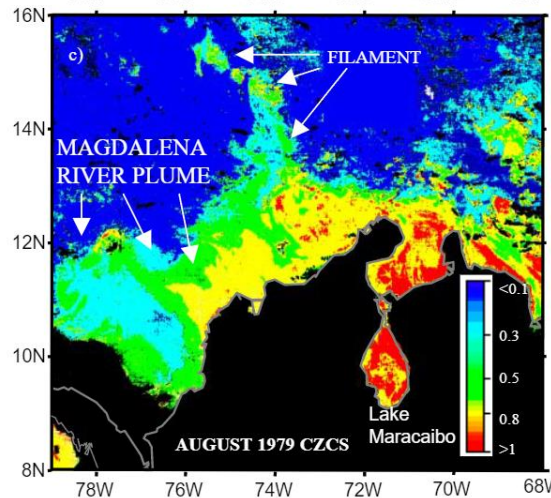 16N
c)
FILAMENT
14N
MAGDALENA
RIVER PLUME
12N
<0.1
0.3
10N
0.5
0.8
Lake
Maracaibo
>1
AUGUST 1979 CZCS
8N
78W
76W
74W
72W
70W
68W